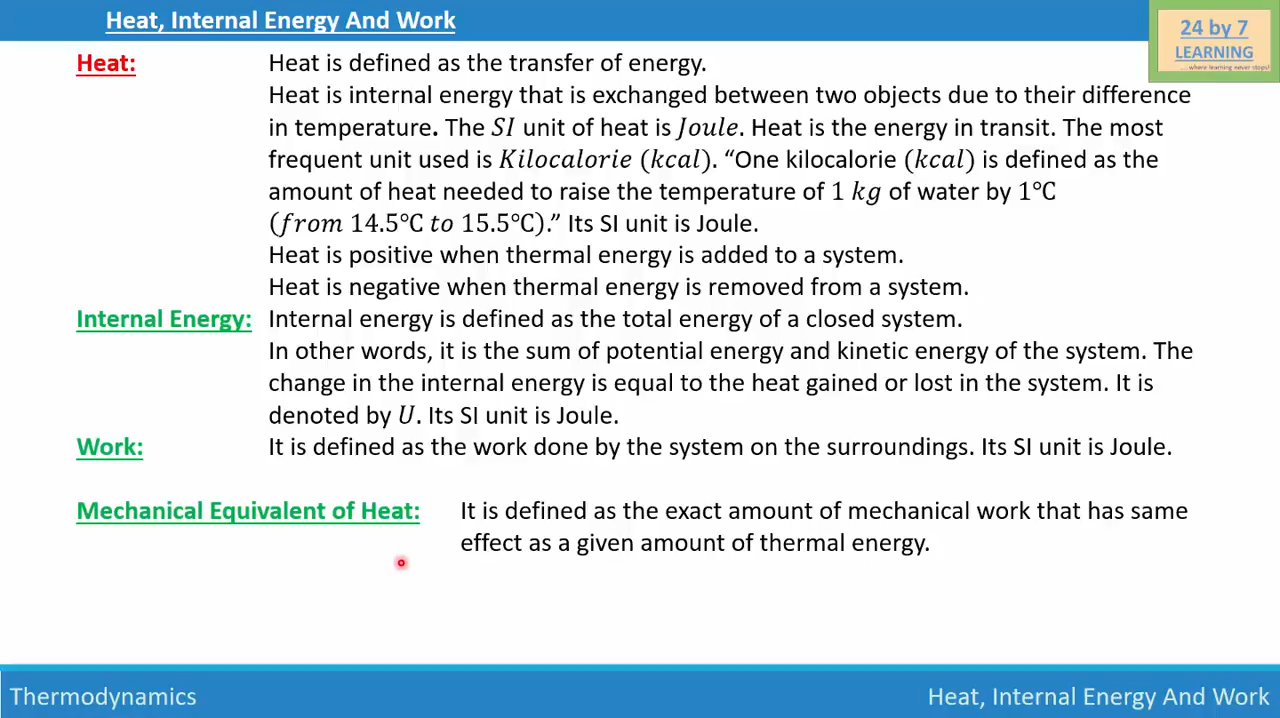 Heat, Internal Energy And Work
24 by 7
LEARNING
....where learning never stops!
Heat: Heat is defined as the transfer of energy.
Heat is internal energy that is exchanged between two objects due to their difference
in temperature. The SI unit of heat is Joule. Heat is the energy in transit. The most
frequent unit used is Kilocalorie (kcal). “One kilocalorie (kcal) is defined as the
amount of heat needed to raise the temperature of 1 kg of water by 1℃
(from 14.5℃ to 15.5℃).” Its SI unit is Joule.
Heat is positive when thermal energy is added to a system.
Heat is negative when thermal energy is removed from a system.
Internal Energy: Internal energy is defined as the total energy of a closed system.
In other words, it is the sum of potential energy and kinetic energy of the system. The
change in the internal energy is equal to the heat gained or lost in the system. It is
denoted by U. Its SI unit is Joule.
Work: It is defined as the work done by the system on the surroundings. Its SI unit is Joule.
Mechanical Equivalent of Heat: It is defined as the exact amount of mechanical work that has same
effect as a given amount of thermal energy.
Thermodynamics
Heat, Internal Energy And Work